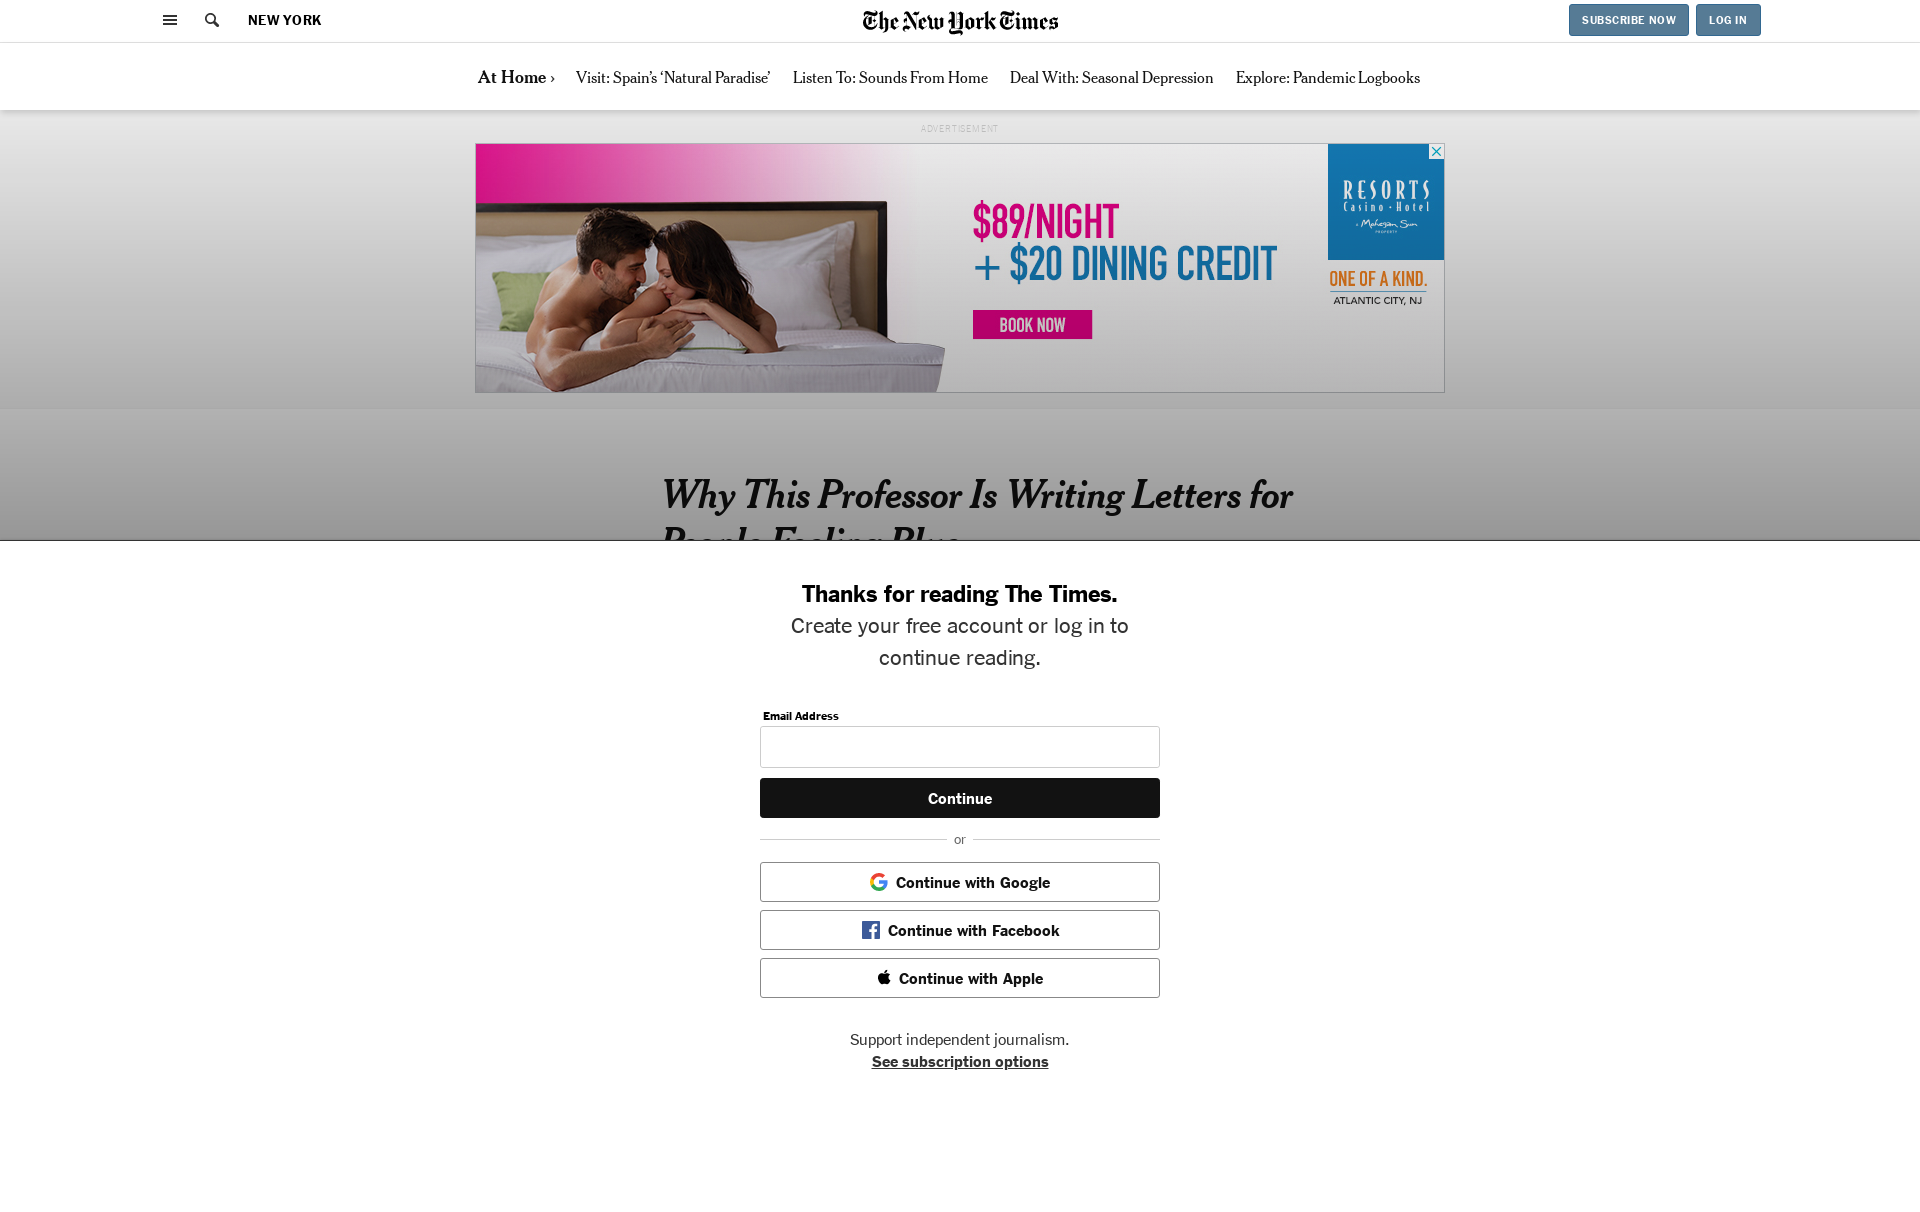 NEW YORK
The New York Times
SUBSCRIBE NOW
LOG IN
At Home ›
Visit: Spain’s ‘Natural Paradise’
Listen To: Sounds From Home
Deal With: Seasonal Depression
Explore: Pandemic Logbooks
ADVERTISEMENT
$89/NIGHT
+ $20 DINING CREDIT
BOOK NOW
RESORTS
Casino • Hotel
A Mohegan Sun
PROPERTY
ONE OF A KIND.
ATLANTIC CITY, NJ
Why This Professor Is Writing Letters for
People Feeling Blue
Thanks for reading The Times.
Create your free account or log in to
continue reading.
Email Address
Continue
or
Continue with Google
Continue with Facebook
Continue with Apple
Support independent journalism.
See subscription options